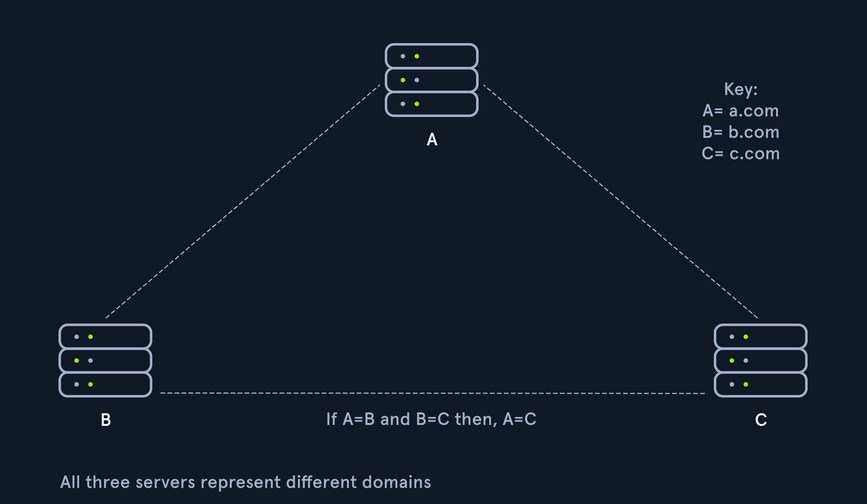 A
Key:
A= a.com
B= b.com
C= c.com
B
If A=B and B=C then, A=C
C
All three servers represent different domains